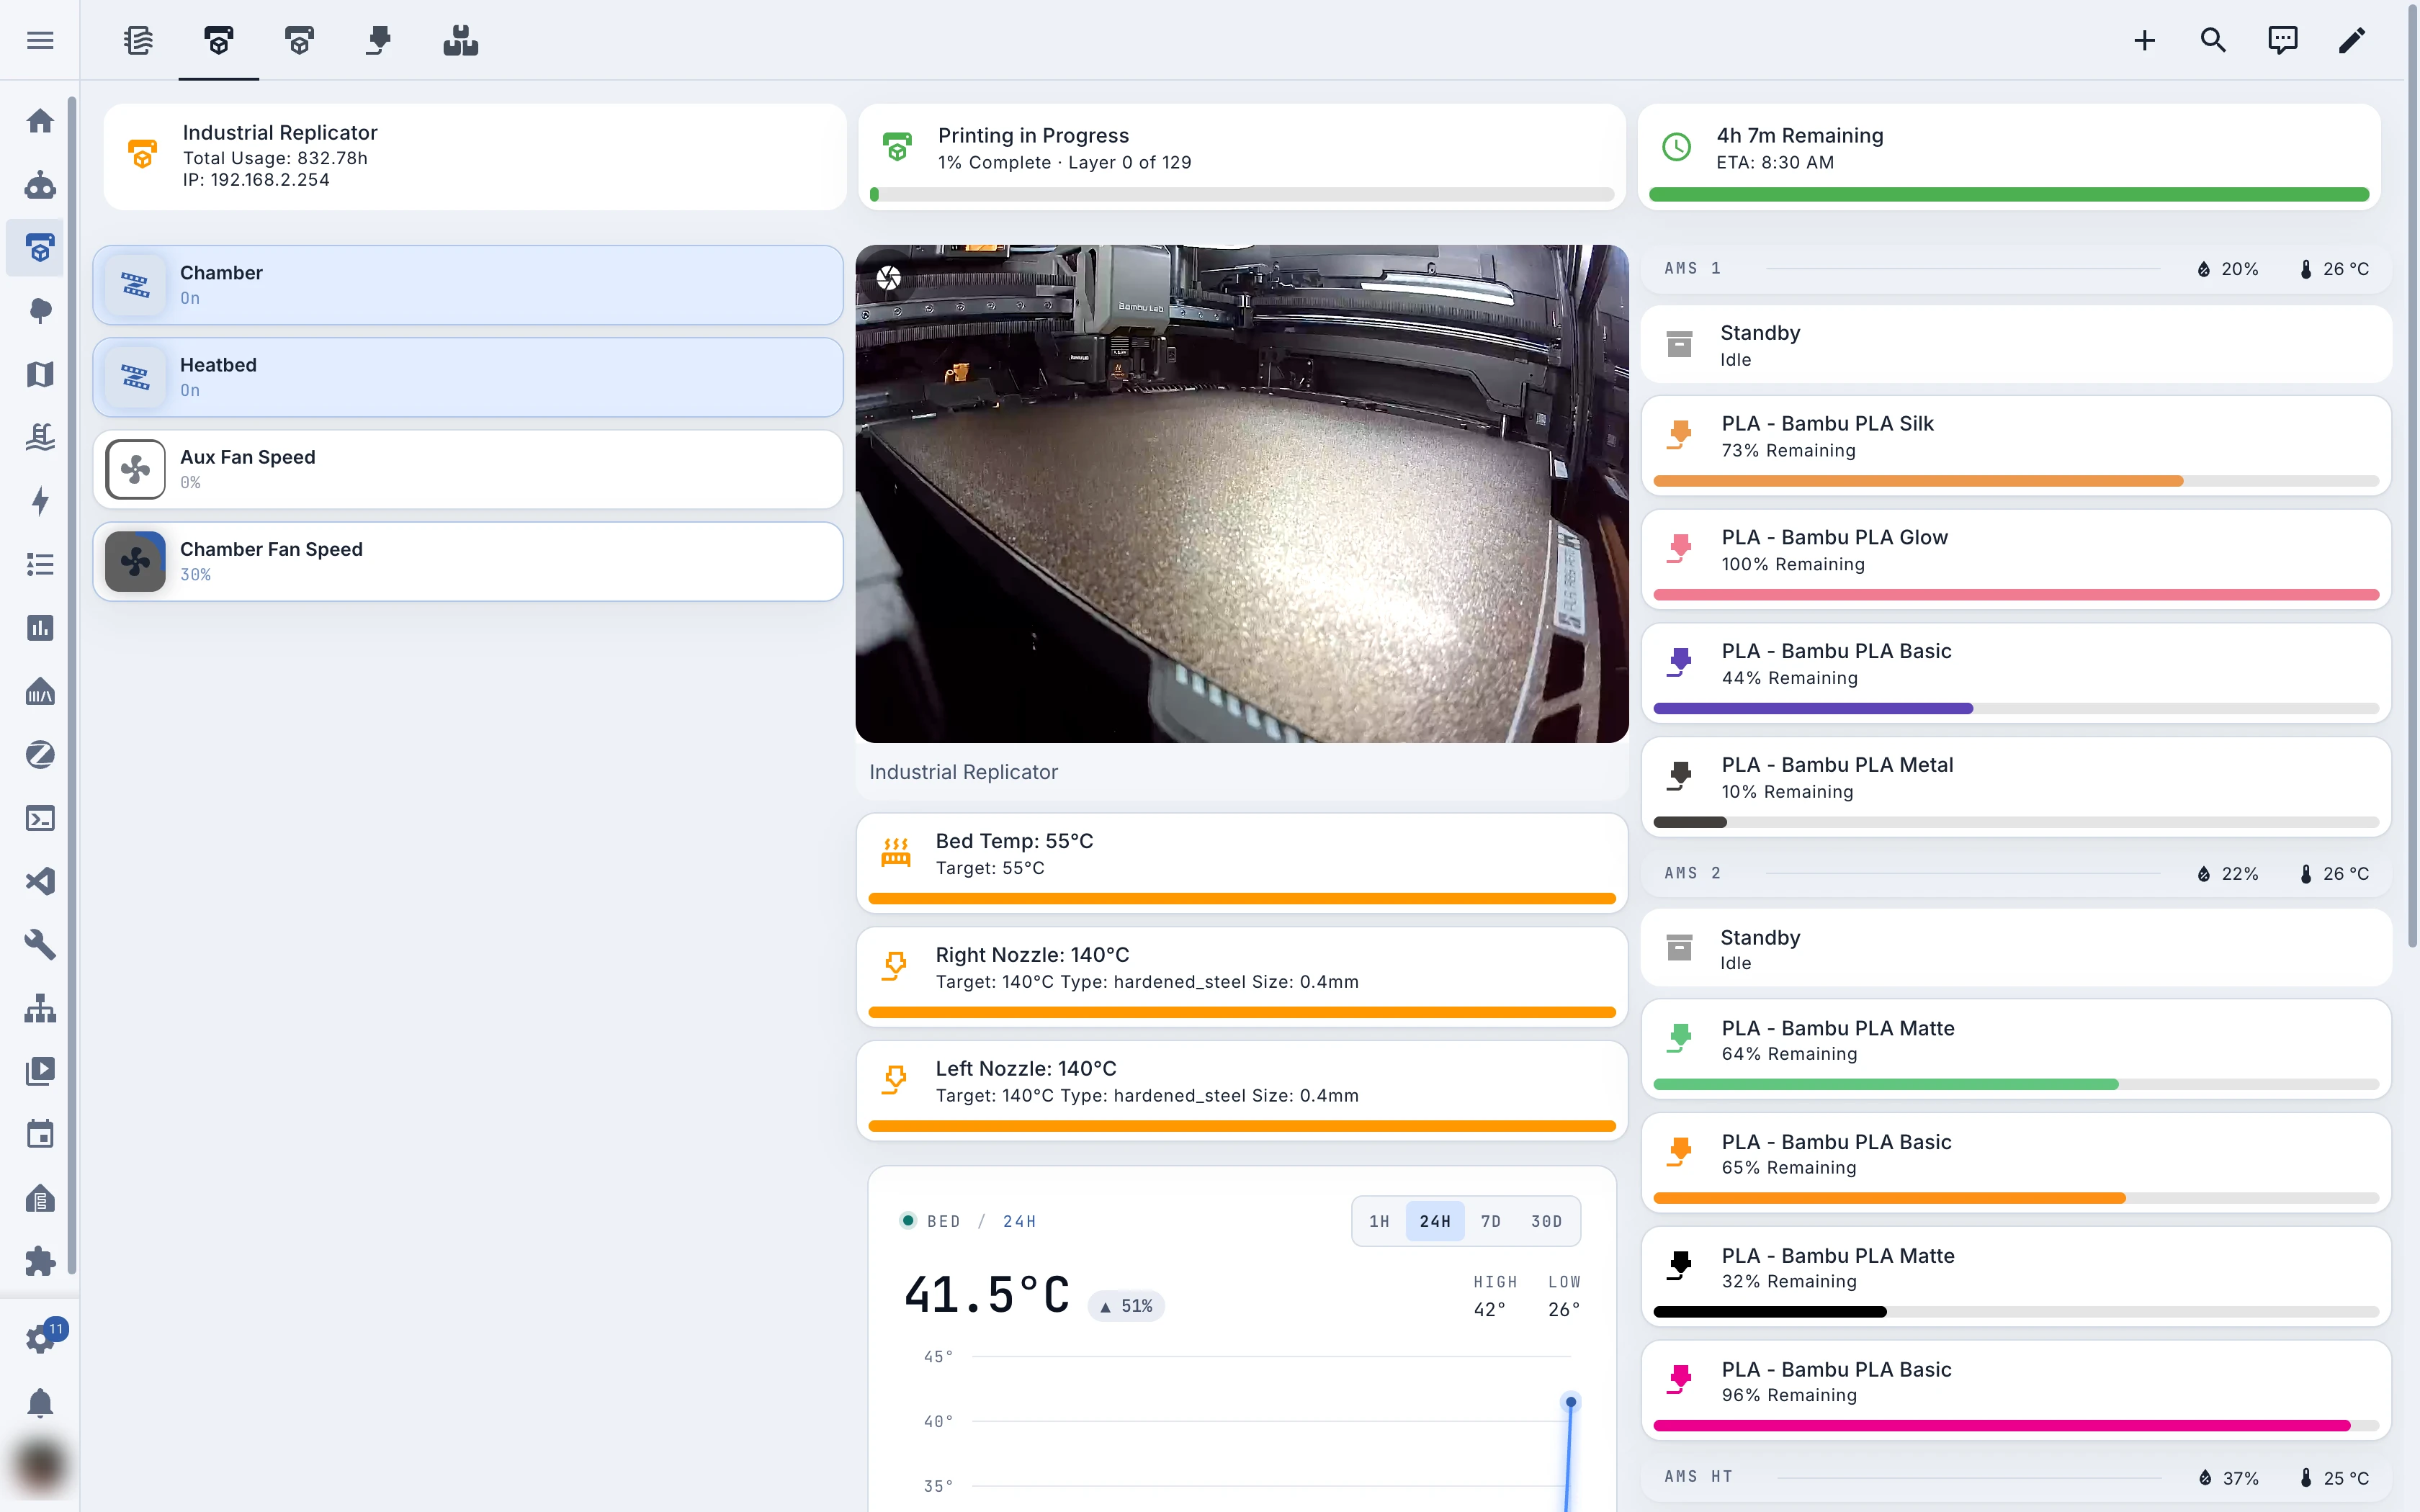 Industrial Replicator
Total Usage: 832.78h
IP: 192.168.2.254
Printing in Progress
1% Complete · Layer 0 of 129
4h 7m Remaining
ETA: 8:30 AM
Chamber
On
Heatbed
On
Aux Fan Speed
0%
Chamber Fan Speed
30%
Bambu Lab
Industrial Replicator
Bed Temp: 55°C
Target: 55°C
Right Nozzle: 140°C
Target: 140°C Type: hardened_steel Size: 0.4mm
Left Nozzle: 140°C
Target: 140°C Type: hardened_steel Size: 0.4mm
BED / 24H
1H 24H 7D 30D
41.5°C ▲ 51%
HIGH LOW
42° 26°
45°
40°
35°
AMS 1 20% 26 °C
Standby
Idle
PLA - Bambu PLA Silk
73% Remaining
PLA - Bambu PLA Glow
100% Remaining
PLA - Bambu PLA Basic
44% Remaining
PLA - Bambu PLA Metal
10% Remaining
AMS 2 22% 26 °C
Standby
Idle
PLA - Bambu PLA Matte
64% Remaining
PLA - Bambu PLA Basic
65% Remaining
PLA - Bambu PLA Matte
32% Remaining
PLA - Bambu PLA Basic
96% Remaining
AMS HT 37% 25 °C
11